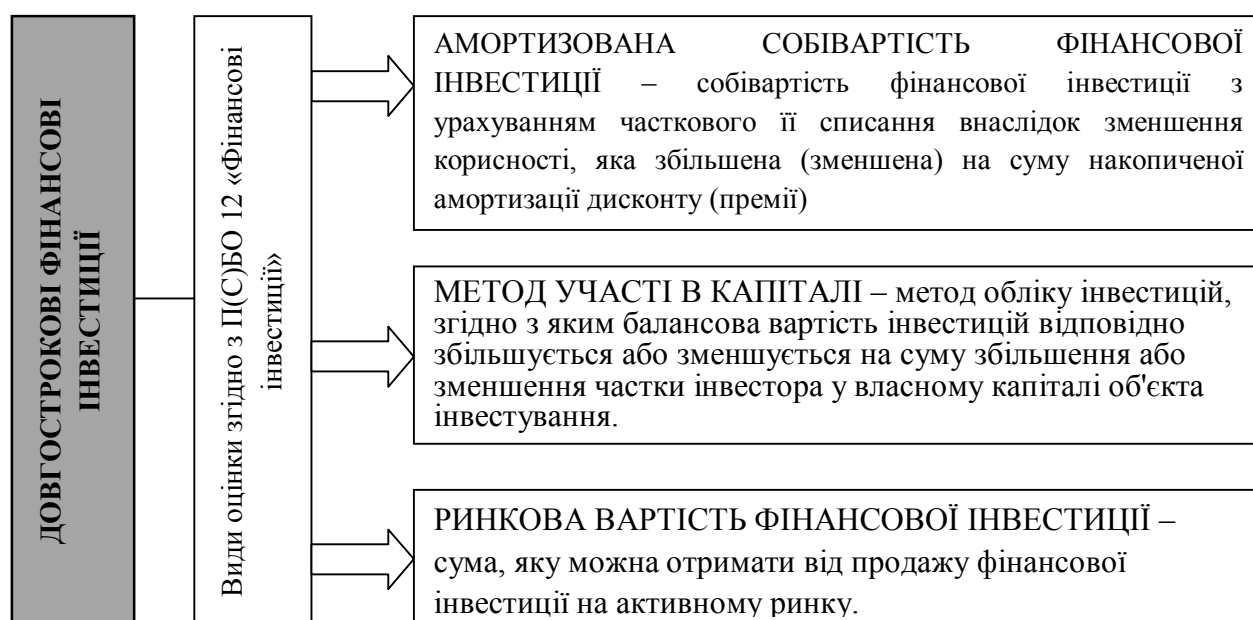 ДОВГОСТРОКОВІ ФІНАНСОВІ
ІНВЕСТИЦІЇ
Види оцінки згідно з П(С)БО 12 «Фінансові
інвестиції»
АМОРТИЗОВАНА СОБІВАРТІСТЬ ФІНАНСОВОЇ
ІНВЕСТИЦІЇ – собівартість фінансової інвестиції з
урахуванням часткового її списання внаслідок зменшення
корисності, яка збільшена (зменшена) на суму накопиченої
амортизації дисконту (премії)
МЕТОД УЧАСТІ В КАПІТАЛІ – метод обліку інвестицій,
згідно з яким балансова вартість інвестицій відповідно
збільшується або зменшується на суму збільшення або
зменшення частки інвестора у власному капіталі об'єкта
інвестування.
РИНКОВА ВАРТІСТЬ ФІНАНСОВОЇ ІНВЕСТИЦІЇ –
сума, яку можна отримати від продажу фінансової
інвестиції на активному ринку.